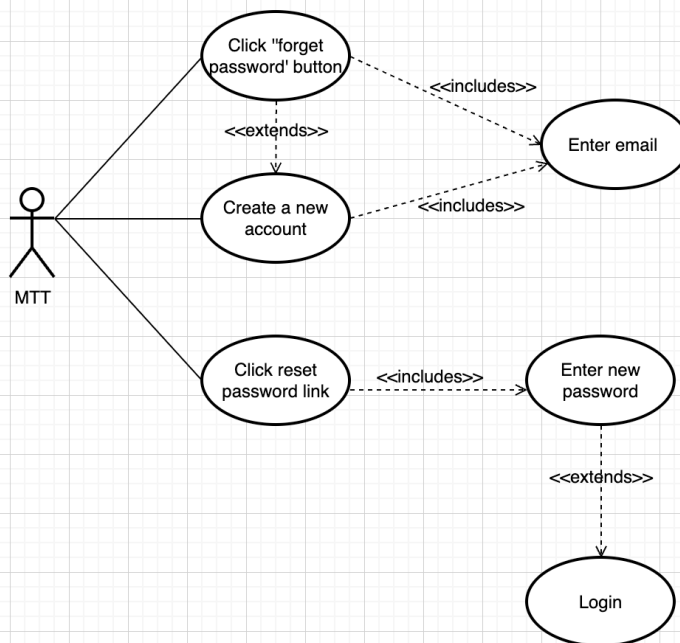 Click "forget
password' button
<<includes>>
<<extends>>
Enter email
Create a new
account
<<includes>>
MTT
Click reset
password link
<<includes>>
Enter new
password
<<extends>>
Login